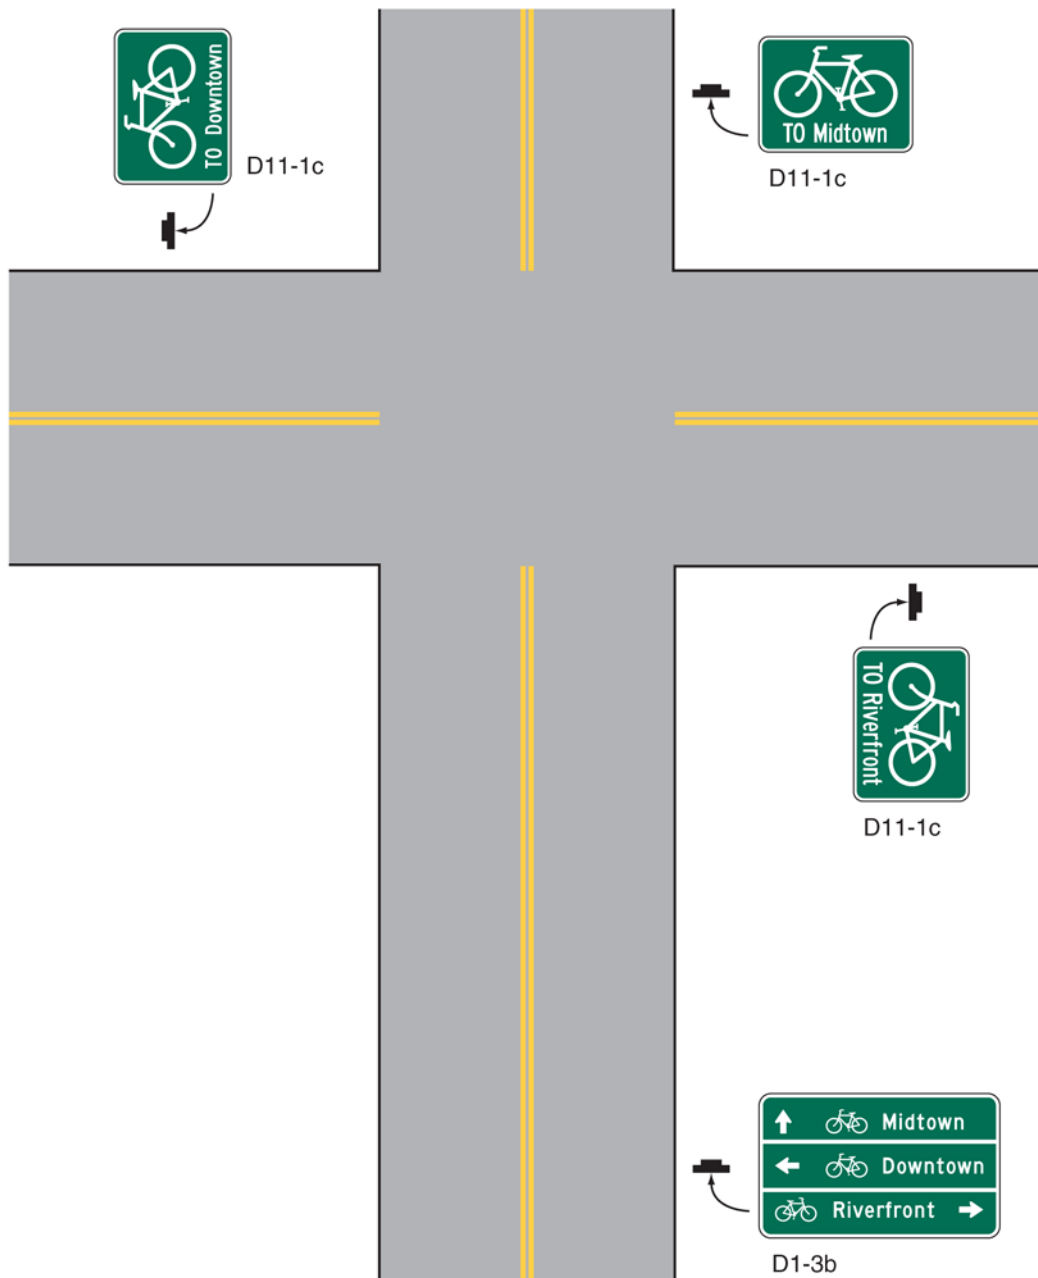 TO Downtown
D11-1c
TO Midtown
D11-1c
TO Riverfront
D11-1c
Midtown
Downtown
Riverfront
D1-3b